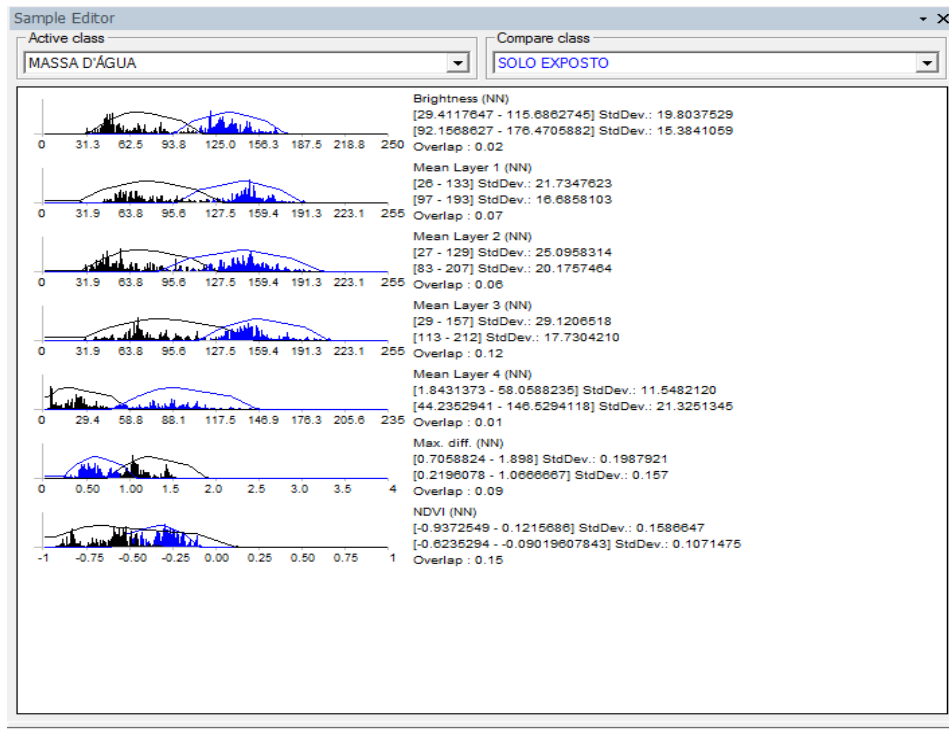 Sample Editor
Active class
Compare class
MASSA D'ÁGUA
SOLO EXPOSTO
Brightness (NN)
[29.4117647 - 115.6862745] StdDev.: 19.8037529
[92.1568627 - 176.4705882] StdDev.: 15.3841059
0 31.3 62.5 93.8 125.0 156.3 187.5 218.8 250 Overlap : 0.02
Mean Layer 1 (NN)
[26 - 133] StdDev.: 21.7347623
[97 - 193] StdDev.: 16.6858103
0 31.9 63.8 95.6 127.5 159.4 191.3 223.1 255 Overlap : 0.07
Mean Layer 2 (NN)
[27 - 129] StdDev.: 25.0958314
[83 - 207] StdDev.: 20.1757464
0 31.9 63.8 95.6 127.5 159.4 191.3 223.1 255 Overlap : 0.06
Mean Layer 3 (NN)
[29 - 157] StdDev.: 29.1206518
[113 - 212] StdDev.: 17.7304210
0 31.9 63.8 95.6 127.5 159.4 191.3 223.1 255 Overlap : 0.12
Mean Layer 4 (NN)
[1.8431373 - 58.0588235] StdDev.: 11.5482120
[44.2352941 - 146.5294118] StdDev.: 21.3251345
0 29.4 58.8 88.1 117.5 146.9 176.3 205.6 235 Overlap : 0.01
Max. diff. (NN)
[0.7058824 - 1.898] StdDev.: 0.1987921
[0.2196078 - 1.0666667] StdDev.: 0.157
0 0.50 1.00 1.5 2.0 2.5 3.0 3.5 4 Overlap : 0.09
NDVI (NN)
[-0.9372549 - 0.1215686] StdDev.: 0.1586647
[-0.6235294 - -0.09019607843] StdDev.: 0.1071475
-1 -0.75 -0.50 -0.25 0.00 0.25 0.50 0.75 1 Overlap : 0.15